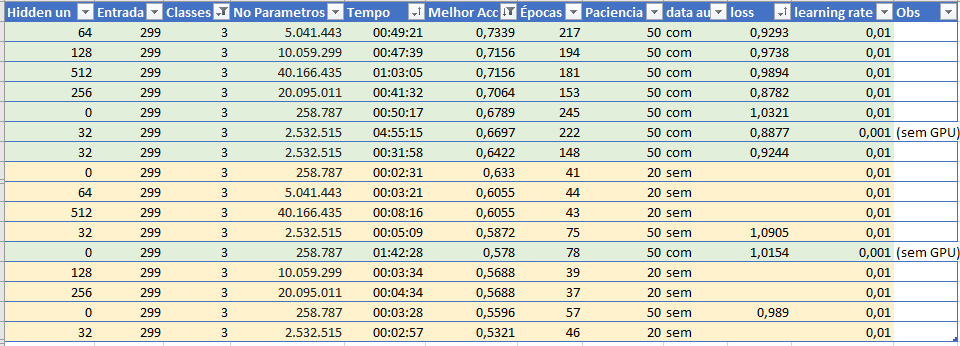 Hidden un Entrada Classes No Parametros Tempo Melhor Acc Épocas Paciencia data au loss learning rate Obs
64 299 3 5.041.443 00:49:21 0,7339 217 50 com 0,9293 0,01
128 299 3 10.059.299 00:47:39 0,7156 194 50 com 0,9738 0,01
512 299 3 40.166.435 01:03:05 0,7156 181 50 com 0,9894 0,01
256 299 3 20.095.011 00:41:32 0,7064 153 50 com 0,8782 0,01
0 299 3 258.787 00:50:17 0,6789 245 50 com 1,0321 0,01
32 299 3 2.532.515 04:55:15 0,6697 222 50 com 0,8877 0,001 (sem GPU)
32 299 3 2.532.515 00:31:58 0,6422 148 50 com 0,9244 0,01
0 299 3 258.787 00:02:31 0,633 41 20 sem 0,01
64 299 3 5.041.443 00:03:21 0,6055 44 20 sem 0,01
512 299 3 40.166.435 00:08:16 0,6055 43 20 sem 0,01
32 299 3 2.532.515 00:05:09 0,5872 75 50 sem 1,0905 0,01
0 299 3 258.787 01:42:28 0,578 78 50 com 1,0154 0,001 (sem GPU)
128 299 3 10.059.299 00:03:34 0,5688 39 20 sem 0,01
256 299 3 20.095.011 00:04:34 0,5688 37 20 sem 0,01
0 299 3 258.787 00:03:28 0,5596 57 50 sem 0,989 0,01
32 299 3 2.532.515 00:02:57 0,5321 46 20 sem 0,01